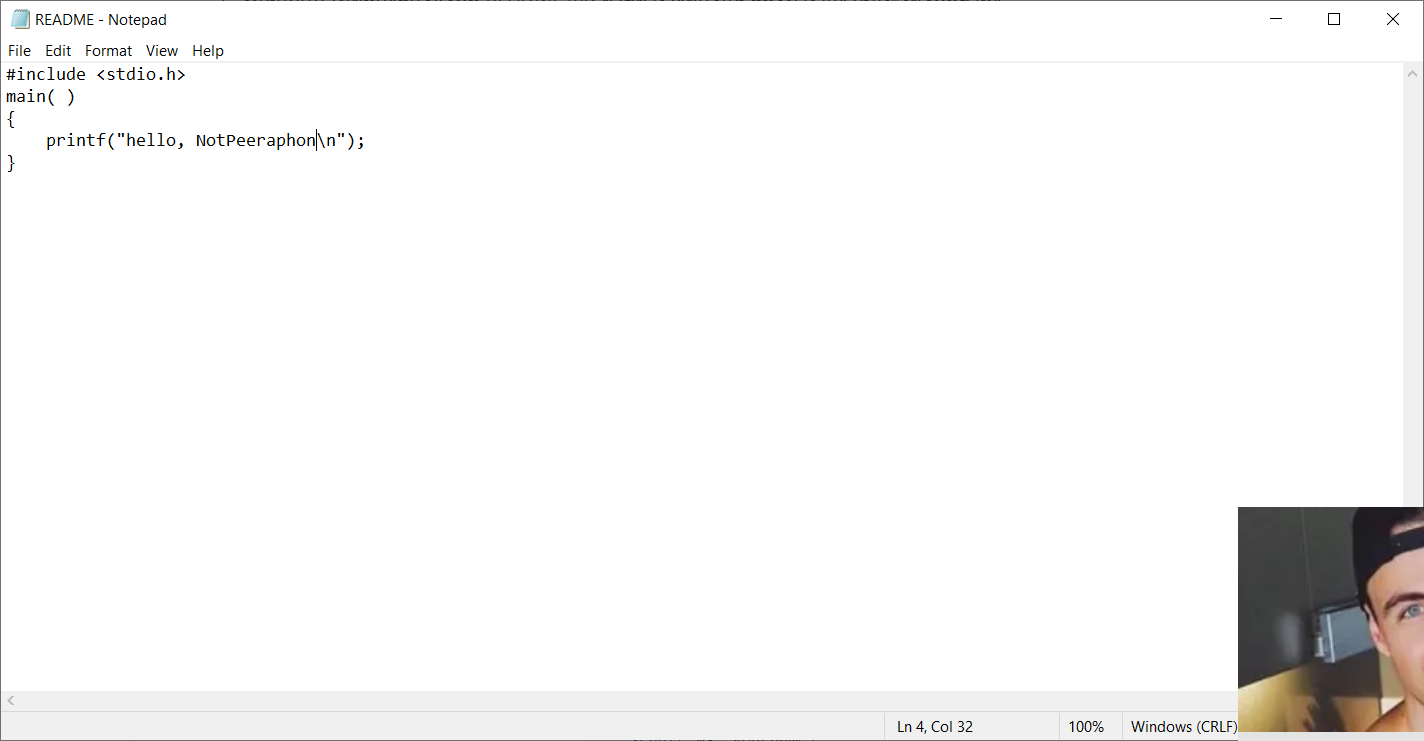 README - Notepad
File Edit Format View Help
#include <stdio.h>
main( )
{
    printf("hello, NotPeeraphon\n");
}
Ln 4, Col 32 100% Windows (CRLF)